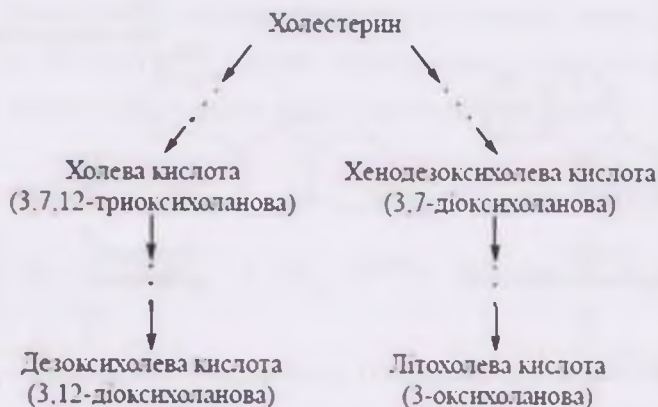 Холестерин
Холева кислота
(3,7,12-триоксихоланова)
Хенодезоксихолева кислота
(3,7-діоксихоланова)
Дезоксихолева кислота
(3,12-діоксихоланова)
Літохолева кислота
(3-оксихоланова)